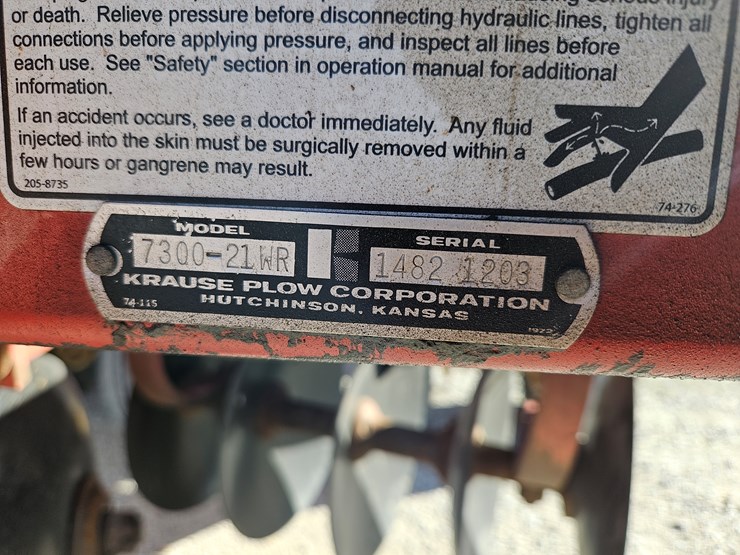 or death. Relieve pressure before disconnecting hydraulic lines, tighten all
connections before applying pressure, and inspect all lines before
each use. See "Safety" section in operation manual for additional
information.
If an accident occurs, see a doctor immediately. Any fluid
injected into the skin must be surgically removed within a
few hours or gangrene may result.
205-8735
74-276
MODEL SERIAL
7300-21WR 1482 1203
KRAUSE PLOW CORPORATION
74-115 HUTCHINSON, KANSAS